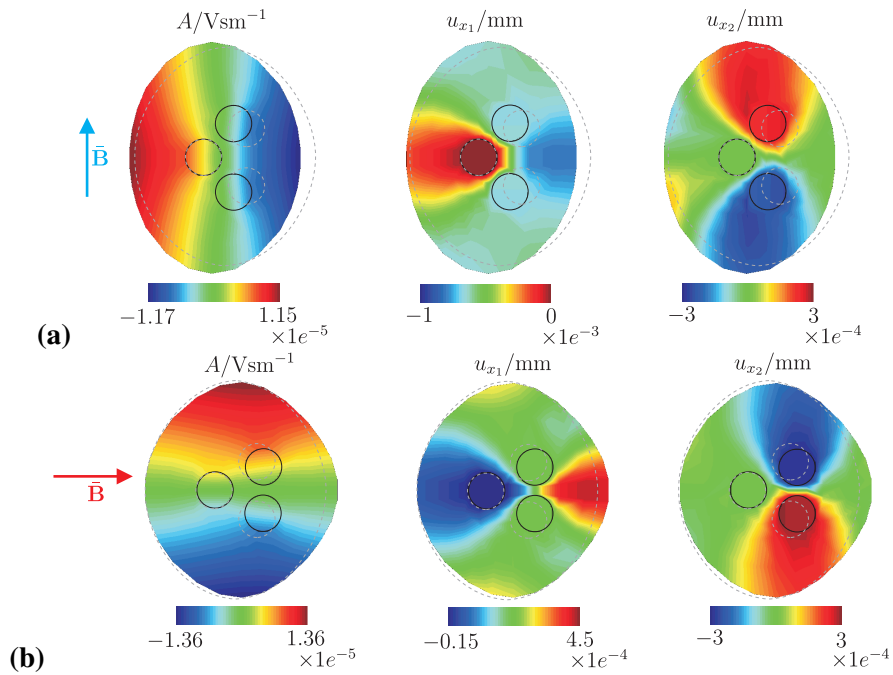 A/Vsm⁻¹ u_{x₁}/mm u_{x₂}/mm
B̄
−1.17 1.15 −1 0 −3 3
×1e⁻⁵ ×1e⁻³ ×1e⁻⁴
(a)
A/Vsm⁻¹ u_{x₁}/mm u_{x₂}/mm
B̄
−1.36 1.36 −0.15 4.5 −3 3
×1e⁻⁵ ×1e⁻⁴ ×1e⁻⁴
(b)